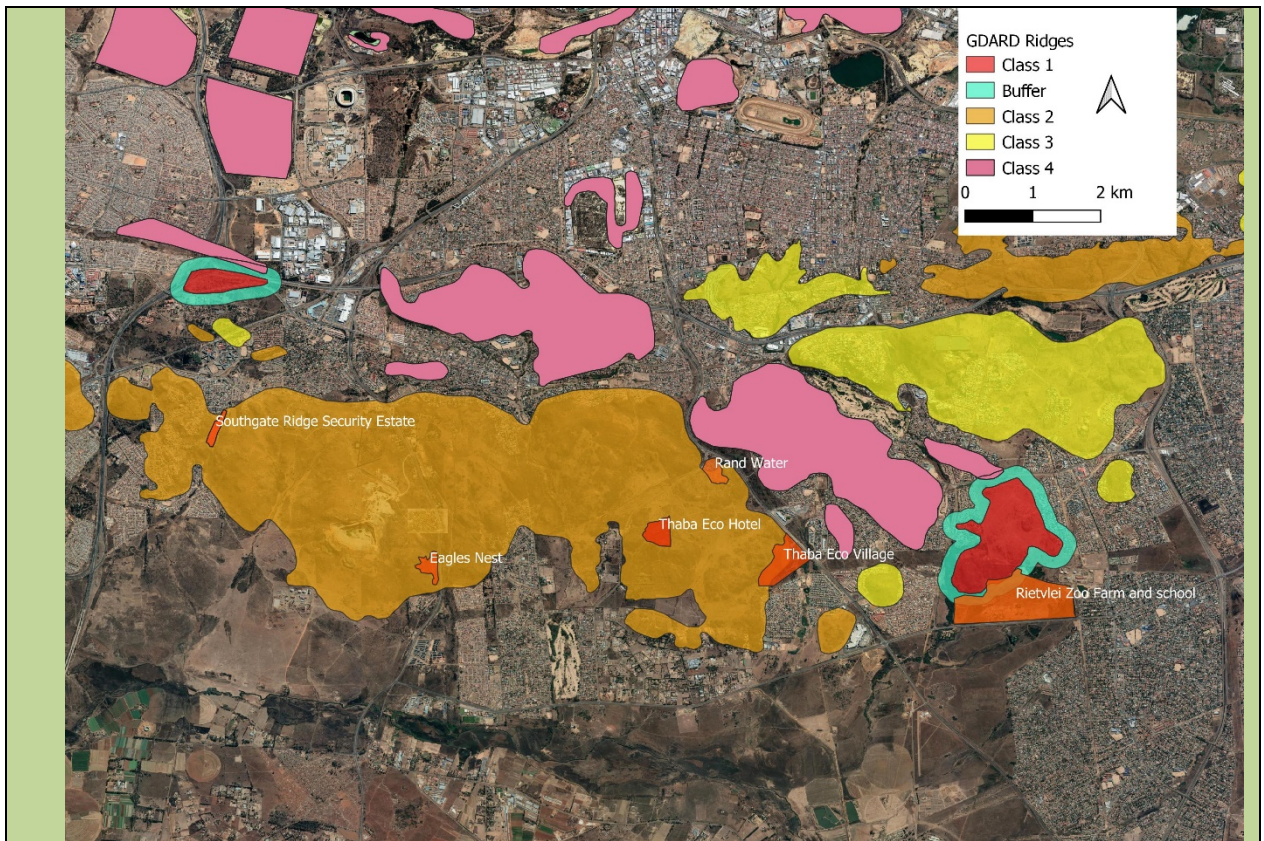 GDARD Ridges
Class 1
Buffer
Class 2
Class 3
Class 4
0 1 2 km
Southgate Ridge Security Estate
Rand Water
Thaba Eco Hotel
Eagles Nest
Thaba Eco Village
Rietvlei Zoo Farm and school